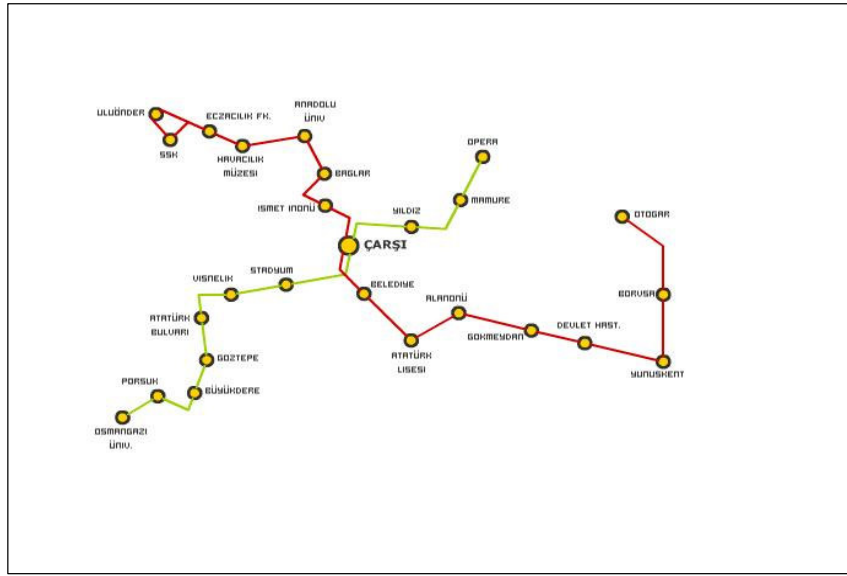 ULUÖNDER
SSK
ECZACILIK FK.
HAVACILIK
MÜZESI
ANADOLU
ÜNIV
BAGLAR
ISMET INONÜ
ÇARŞI
OPERA
MAMURE
YILDIZ
OTOGAR
BORUSA
YUNUSKENT
DEVLET HAST.
GOKMEYDAN
ALANONÜ
ATATÜRK
LISESI
BELEDIYE
STADYUM
VISNELIK
ATATÜRK
BULVARI
GOZTEPE
BÜYÜKDERE
PORSUK
OSMANGAZI
ÜNIV.